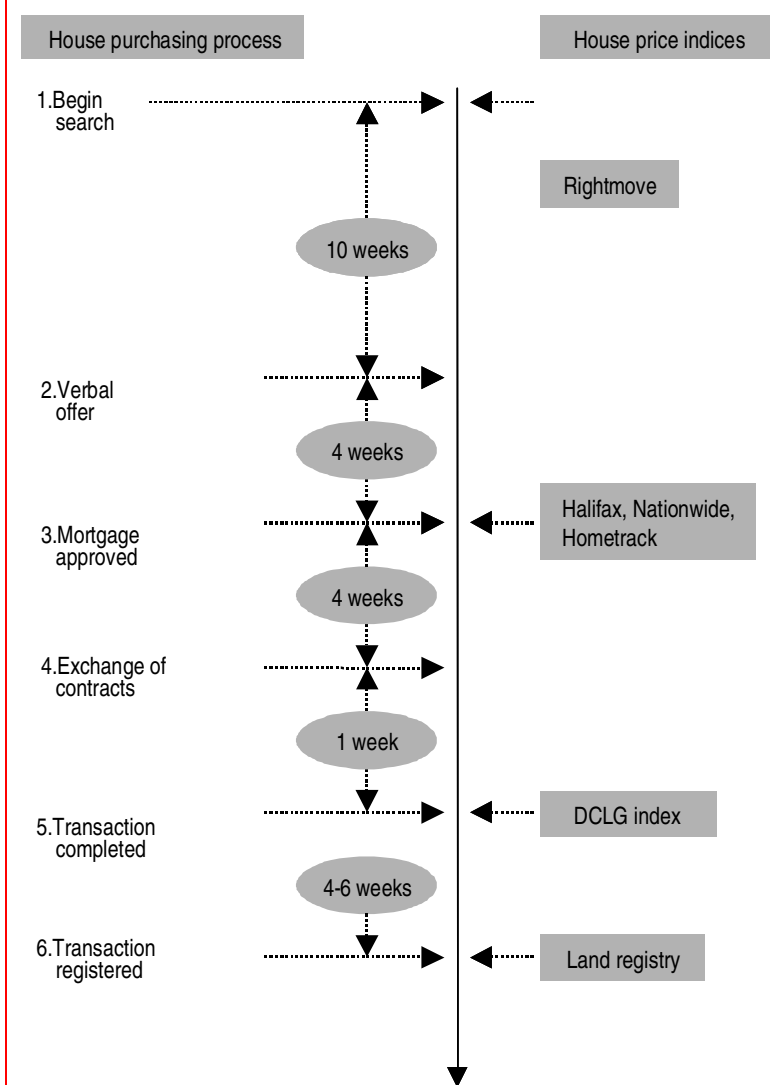 House purchasing process
House price indices
1.Begin
search
Rightmove
10 weeks
2.Verbal
offer
4 weeks
Halifax, Nationwide,
Hometrack
3.Mortgage
approved
4 weeks
4.Exchange of
contracts
1 week
DCLG index
5.Transaction
completed
4-6 weeks
6.Transaction
registered
Land registry